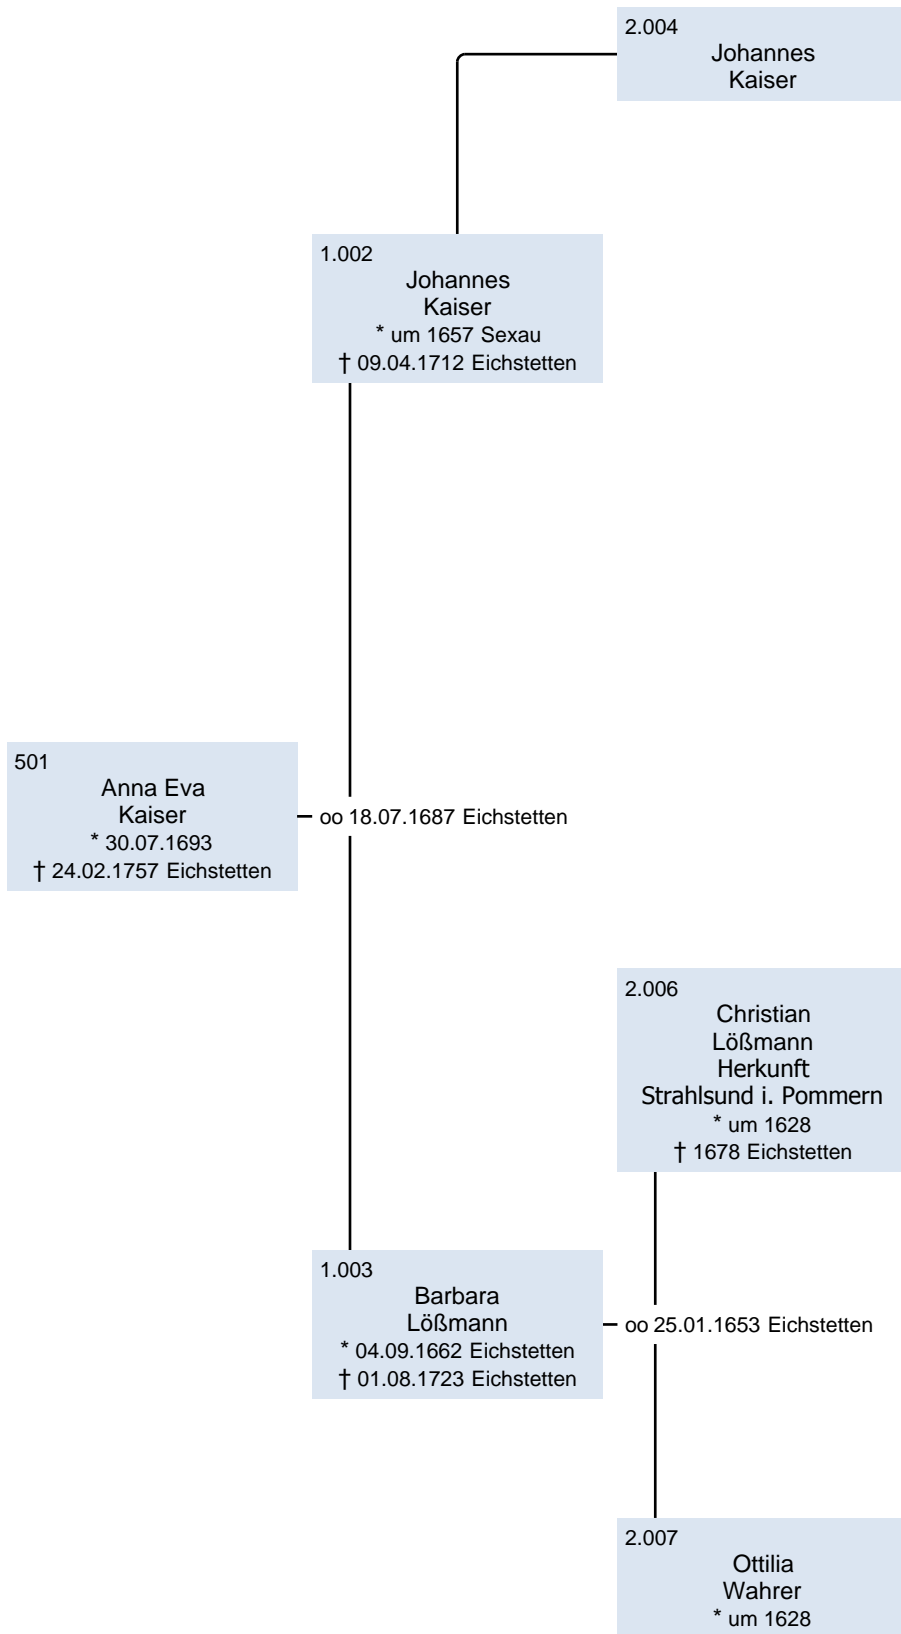 2.004
Johannes
Kaiser
1.002
Johannes
Kaiser
* um 1657 Sexau
† 09.04.1712 Eichstetten
501
Anna Eva
Kaiser
* 30.07.1693
† 24.02.1757 Eichstetten
oo 18.07.1687 Eichstetten
2.006
Christian
Lößmann
Herkunft
Strahlsund i. Pommern
* um 1628
† 1678 Eichstetten
1.003
Barbara
Lößmann
* 04.09.1662 Eichstetten
† 01.08.1723 Eichstetten
oo 25.01.1653 Eichstetten
2.007
Ottilia
Wahrer
* um 1628